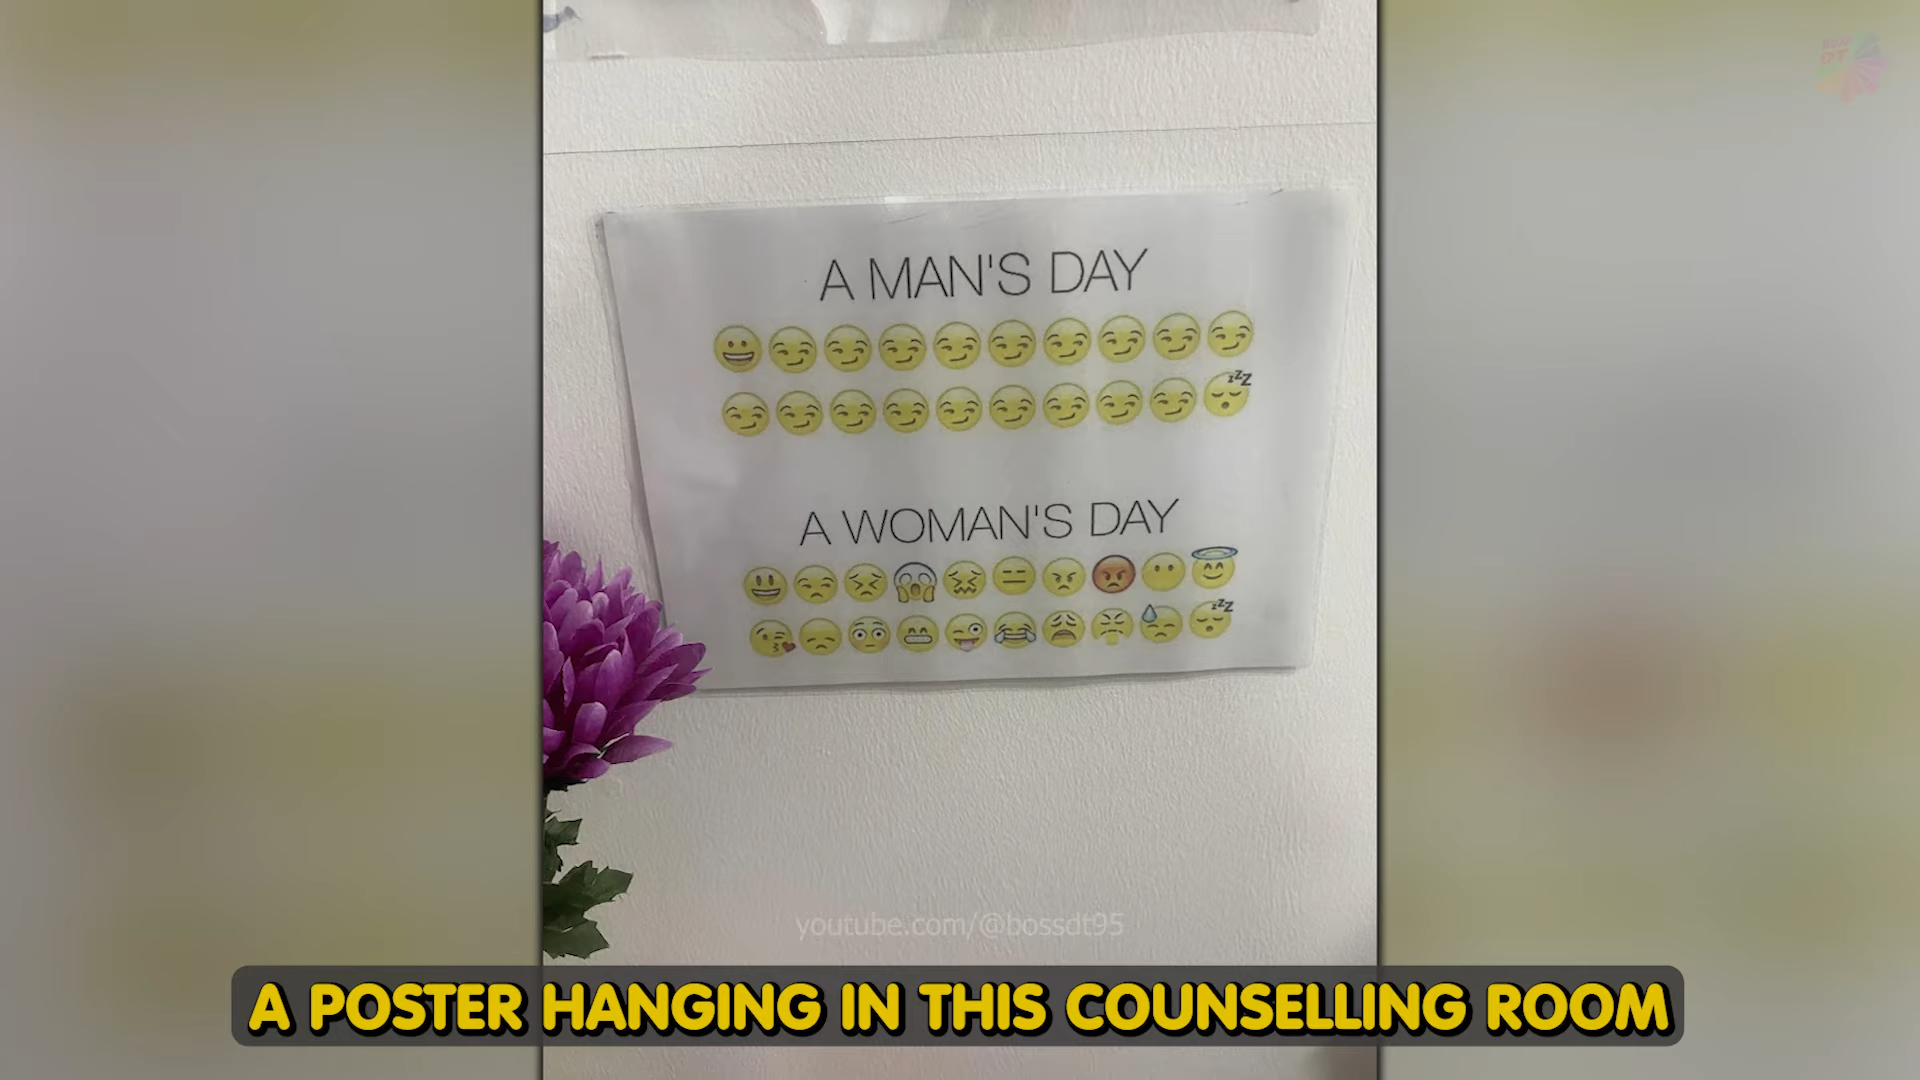 A MAN'S DAY
A WOMAN'S DAY
youtube.com/@bossdt95
A POSTER HANGING IN THIS COUNSELLING ROOM